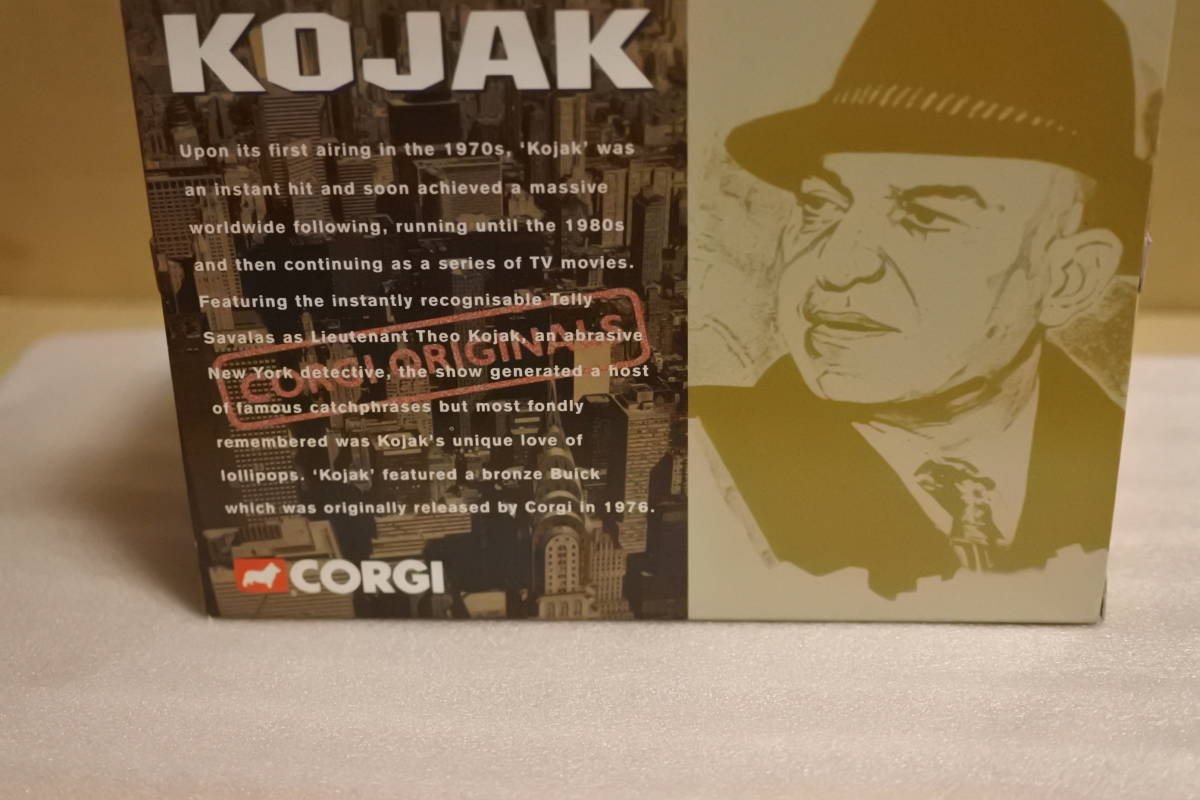 KOJAK
Upon its first airing in the 1970s, ‘Kojak’ was
an instant hit and soon achieved a massive
worldwide following, running until the 1980s
and then continuing as a series of TV movies.
Featuring the instantly recognisable Telly
Savalas as Lieutenant Theo Kojak, an abrasive
New York detective, the show generated a host
of famous catchphrases but most fondly
remembered was Kojak's unique love of
lollipops. ‘Kojak’ featured a bronze Buick
which was originally released by Corgi in 1976.
CORGI ORIGINALS
CORGI